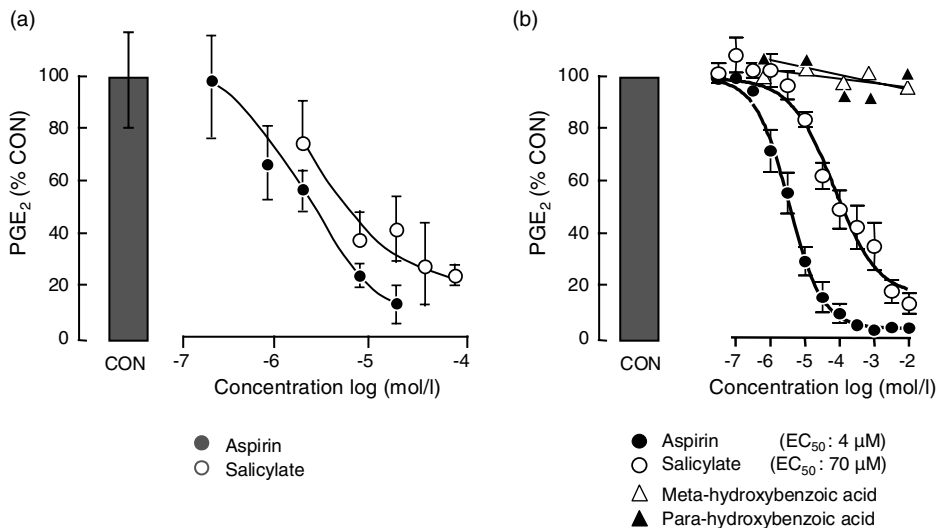 (a)
PGE₂ (% CON)
100
80
60
40
20
0
CON
-7
-6
-5
-4
Concentration log (mol/l)
Aspirin
Salicylate
(b)
PGE₂ (% CON)
100
80
60
40
20
0
CON
-7
-6
-5
-4
-3
-2
Concentration log (mol/l)
Aspirin (EC₅₀: 4 µM)
Salicylate (EC₅₀: 70 µM)
Meta-hydroxybenzoic acid
Para-hydroxybenzoic acid